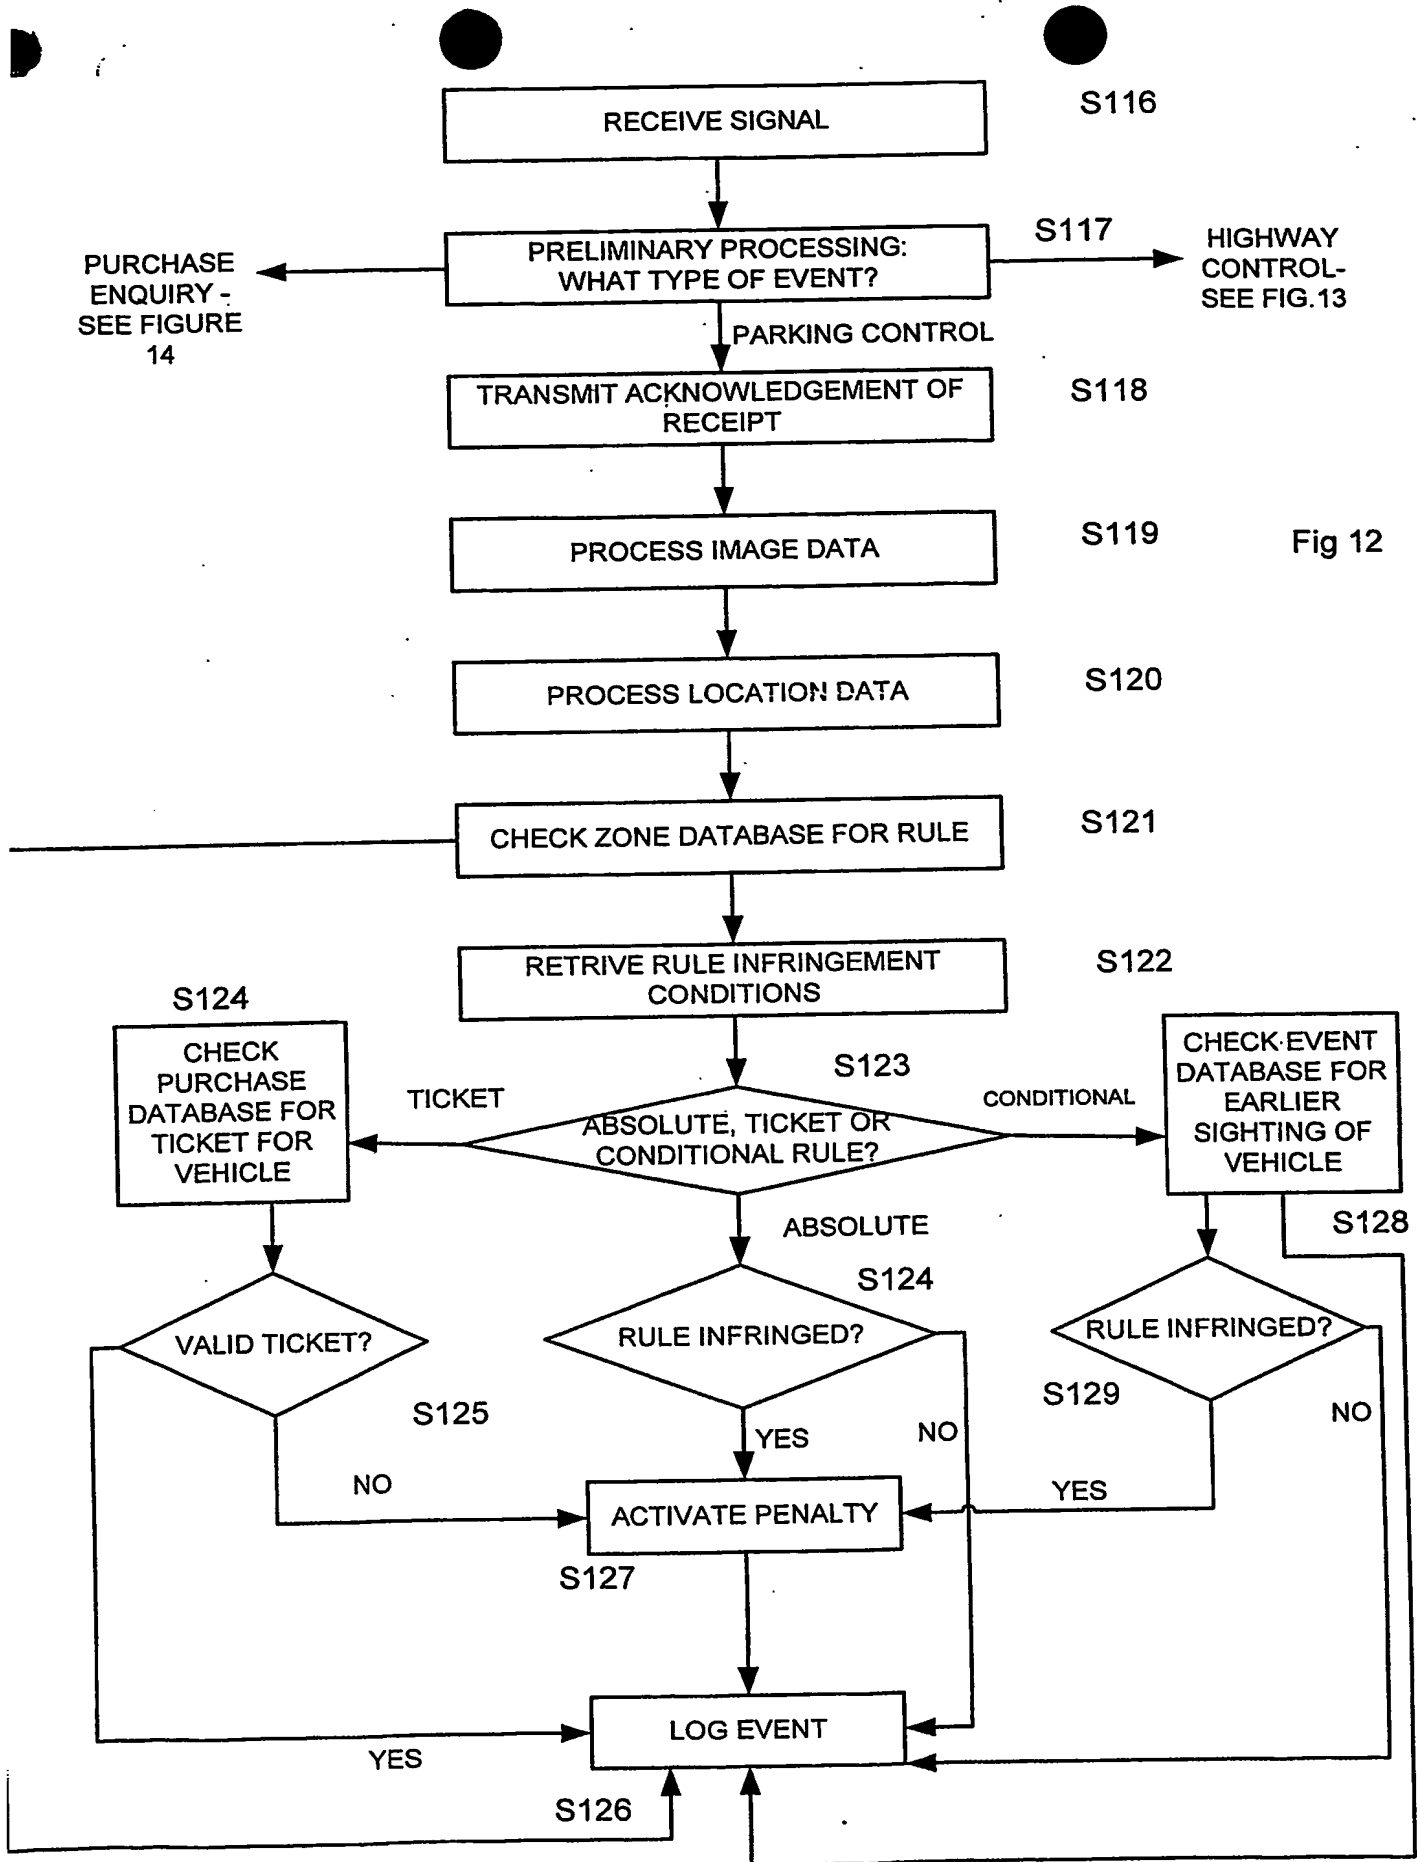 RECEIVE SIGNAL
S116
PRELIMINARY PROCESSING:
WHAT TYPE OF EVENT?
S117
PURCHASE
ENQUIRY -
SEE FIGURE
14
HIGHWAY
CONTROL-
SEE FIG.13
PARKING CONTROL
TRANSMIT ACKNOWLEDGEMENT OF
RECEIPT
S118
PROCESS IMAGE DATA
S119
Fig 12
PROCESS LOCATION DATA
S120
CHECK ZONE DATABASE FOR RULE
S121
RETRIVE RULE INFRINGEMENT
CONDITIONS
S122
S124
CHECK
PURCHASE
DATABASE FOR
TICKET FOR
VEHICLE
TICKET
S123
ABSOLUTE, TICKET OR
CONDITIONAL RULE?
CONDITIONAL
CHECK EVENT
DATABASE FOR
EARLIER
SIGHTING OF
VEHICLE
ABSOLUTE
S128
S124
VALID TICKET?
RULE INFRINGED?
RULE INFRINGED?
S125
S129
NO
YES
NO
NO
YES
ACTIVATE PENALTY
S127
LOG EVENT
YES
S126